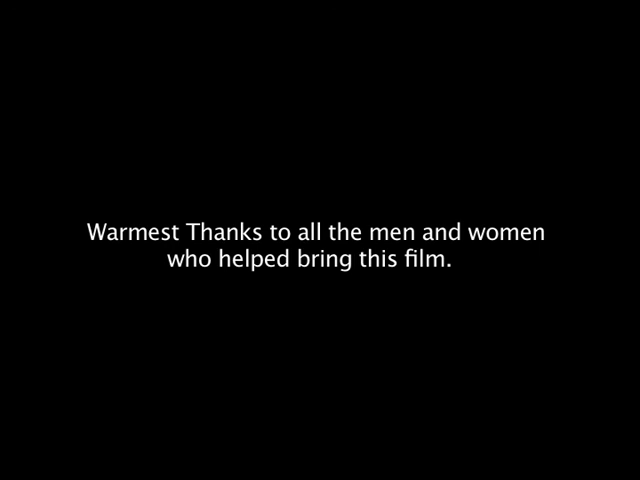 Warmest Thanks to all the men and women
who helped bring this film.